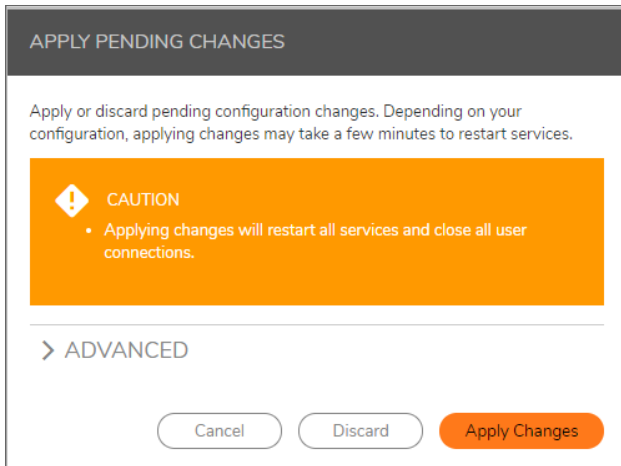 APPLY PENDING CHANGES
Apply or discard pending configuration changes. Depending on your
configuration, applying changes may take a few minutes to restart services.
CAUTION
• Applying changes will restart all services and close all user
connections.
ADVANCED
Cancel Discard Apply Changes